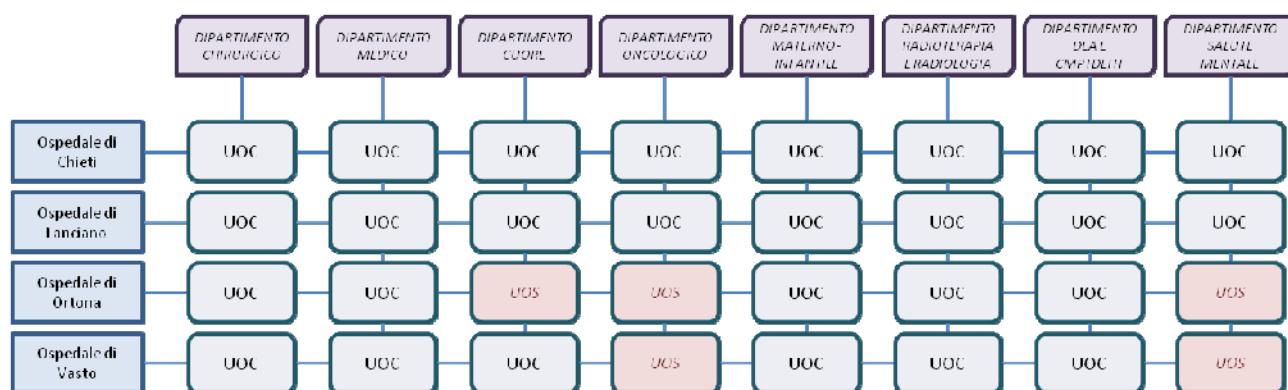 DIPARTIMENTO
CHIRURGICO
DIPARTIMENTO
MEDICO
DIPARTIMENTO
CUORE
DIPARTIMENTO
ONCOLOGICO
DIPARTIMENTO
MATERNO-
INFANTILE
DIPARTIMENTO
RADIOTERAPIA
E RADIOLOGIA
DIPARTIMENTO
DEA E
DIPARTIMENTO
SALUTE
MENTALE
Ospedale di
Chieti
UOC
UOC
UOC
UOC
UOC
UOC
UOC
UOC
Ospedale di
Lanciano
UOC
UOC
UOC
UOC
UOC
UOC
UOC
UOC
Ospedale di
Ortona
UOC
UOC
UOS
UOS
UOC
UOC
UOC
UOS
Ospedale di
Vasto
UOC
UOC
UOC
UOS
UOC
UOC
UOC
UOS